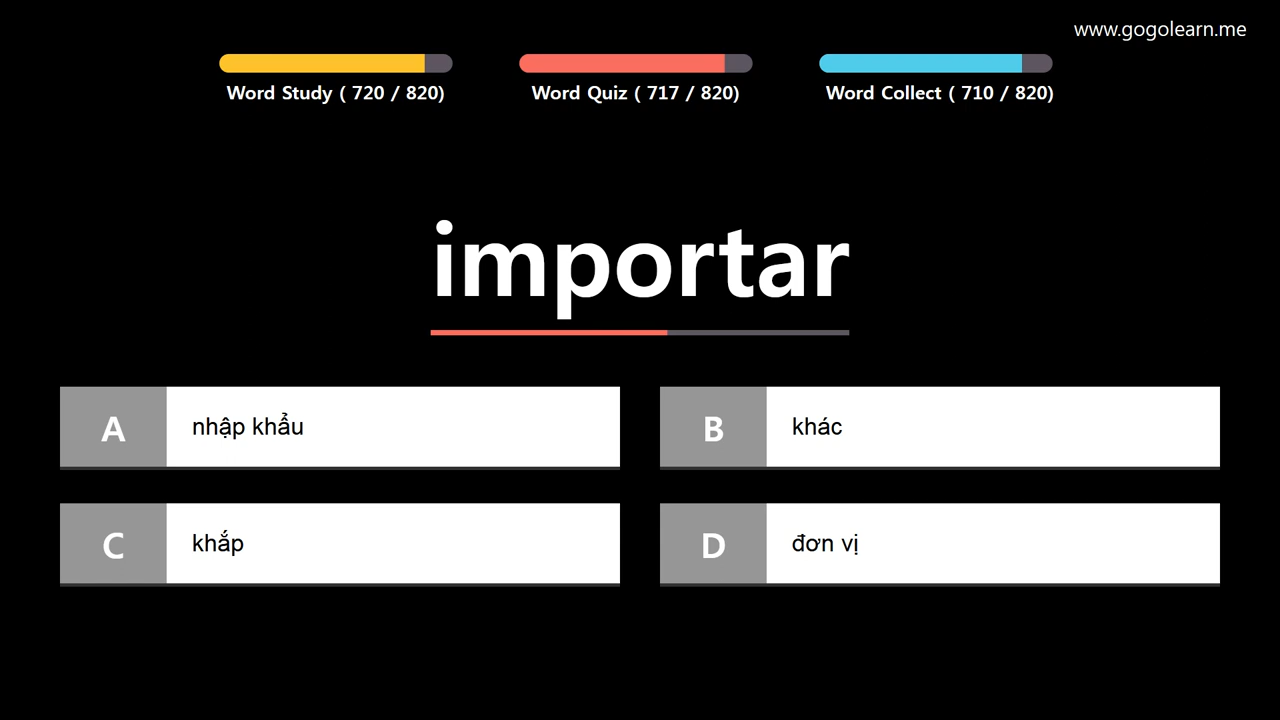 www.gogolearn.me
Word Study ( 720 / 820)
Word Quiz ( 717 / 820)
Word Collect ( 710 / 820)
importar
A nhập khẩu
B khác
C khắp
D đơn vị